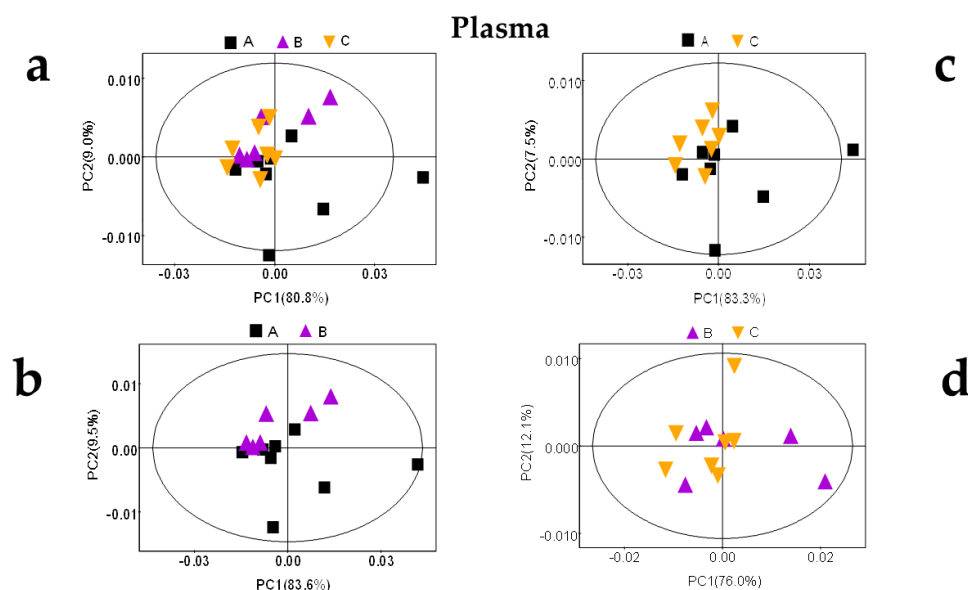 Plasma
a
A B C
0.010
0.000
-0.010
PC2(9.0%)
-0.03 0.00 0.03
PC1(80.8%)
c
A C
0.010
0.000
-0.010
PC2(7.5%)
-0.03 0.00 0.03
PC1(83.3%)
b
A B
0.01
0.00
-0.01
PC2(9.5%)
-0.03 0.00 0.03
PC1(83.6%)
d
B C
0.010
0.000
-0.010
PC2(12.1%)
-0.02 0.00 0.02
PC1(76.0%)